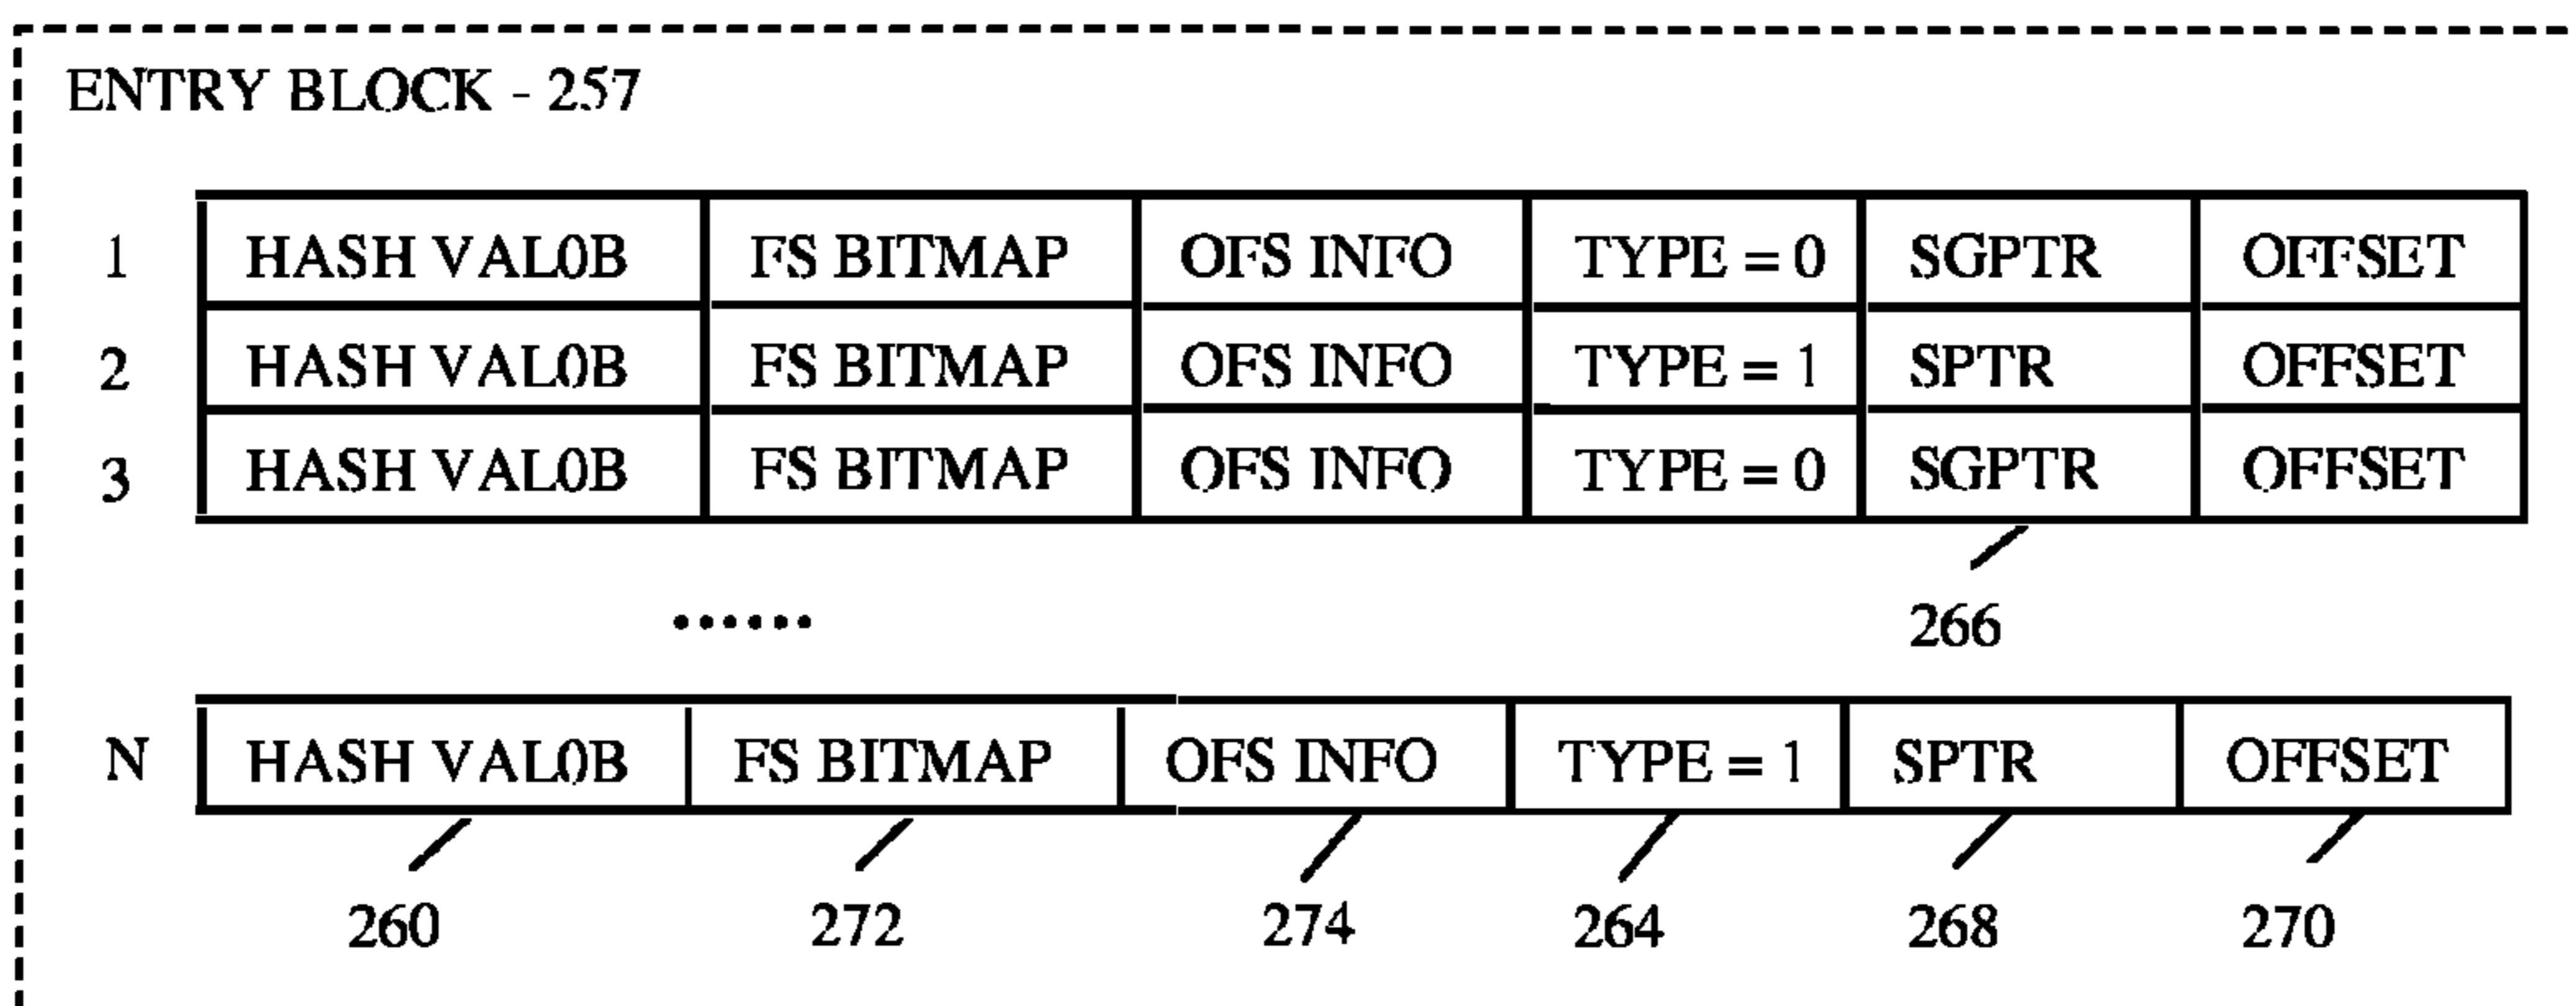 ENTRY BLOCK - 257
1 HASH VAL0B FS BITMAP OFS INFO TYPE = 0 SGPTR OFFSET
2 HASH VAL0B FS BITMAP OFS INFO TYPE = 1 SPTR OFFSET
3 HASH VAL0B FS BITMAP OFS INFO TYPE = 0 SGPTR OFFSET
266
......
N HASH VAL0B FS BITMAP OFS INFO TYPE = 1 SPTR OFFSET
260 272 274 264 268 270